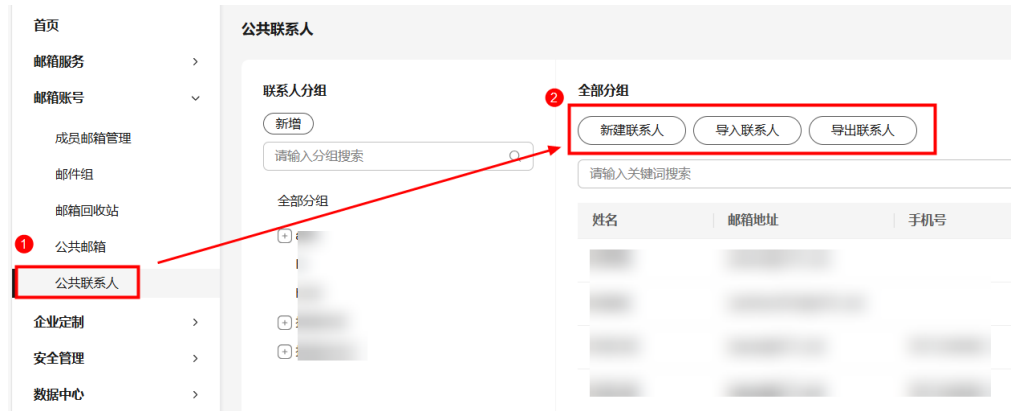 首页
邮箱服务
邮箱账号
成员邮箱管理
邮件组
邮箱回收站
1
公共邮箱
公共联系人
企业定制
安全管理
数据中心
公共联系人
联系人分组
新增
请输入分组搜索
全部分组
2
全部分组
新建联系人 导入联系人 导出联系人
请输入关键词搜索
姓名 邮箱地址 手机号